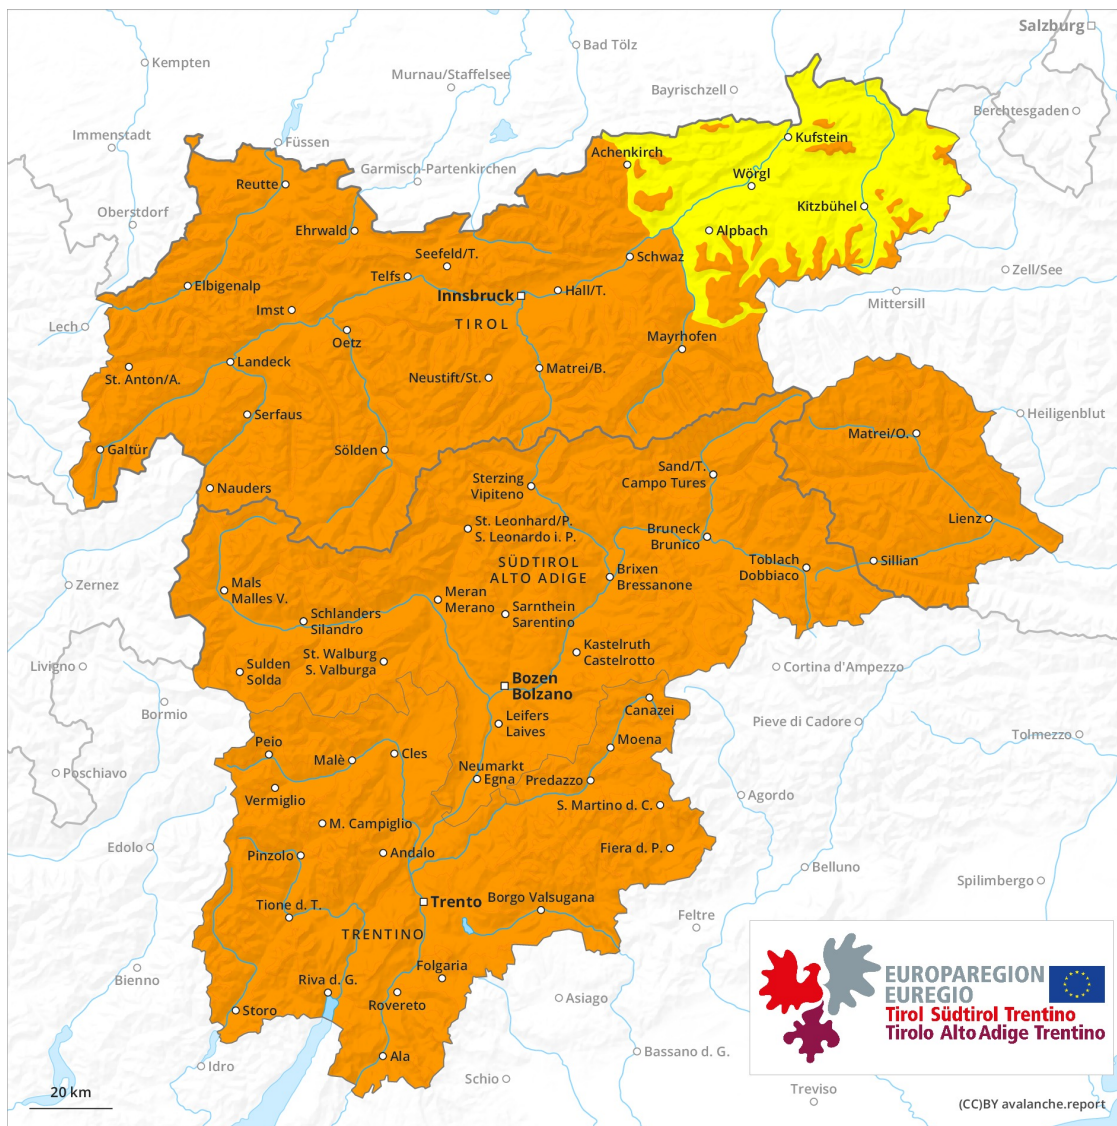 Salzburg
Kempten
Bad Tölz
Murnau/Staffelsee
Bayrischzell
Berchtesgaden
Immenstadt
Füssen
Kufstein
Achenkirch
Garmisch-Partenkirchen
Wörgl
Reutte
Kitzbühel
Oberstdorf
Ehrwald
Alpbach
Seefeld/T.
Schwaz
Telfs
Zell/See
Elbigenalp
Hall/T.
Innsbruck
Mittersill
Imst
TIROL
Lech
Oetz
Mayrhofen
Landeck
Matrei/B.
St. Anton/A.
Neustift/St.
Serfaus
Heiligenblut
Matrei/O.
Galtür
Sölden
Sand/T.
Campo Tures
Sterzing
Vipiteno
Nauders
St. Leonhard/P.
S. Leonardo i. P.
Lienz
Bruneck
Brunico
SÜDTIROL
ALTO ADIGE
Toblach
Dobbiaco
Sillian
Brixen
Bressanone
Zernez
Mals
Malles V.
Meran
Merano
Sarnthein
Sarentino
Schlanders
Silandro
Kastelruth
Castelrotto
St. Walburg
S. Valburga
Livigno
Sulden
Solda
Cortina d'Ampezzo
Bozen
Bolzano
Bormio
Canazei
Leifers
Laives
Pieve di Cadore
Tolmezzo
Moena
Peio
Cles
Malè
Poschiavo
Neumarkt
Egna
Predazzo
Vermiglio
Agordo
S. Martino d. C.
M. Campiglio
Edolo
Pinzolo
Andalo
Fiera d. P.
Belluno
Spilimbergo
Borgo Valsugana
Trento
Tione d. T.
Feltre
TRENTINO
Bienno
Folgaria
Riva d. G.
Rovereto
Asiago
Storo
EUROPAREGION
EUREGIO
Tirol Südtirol Trentino
Tirolo Alto Adige Trentino
Ala
Bassano d. G.
Idro
Schio
Treviso
20 km
(CC)BY avalanche.report